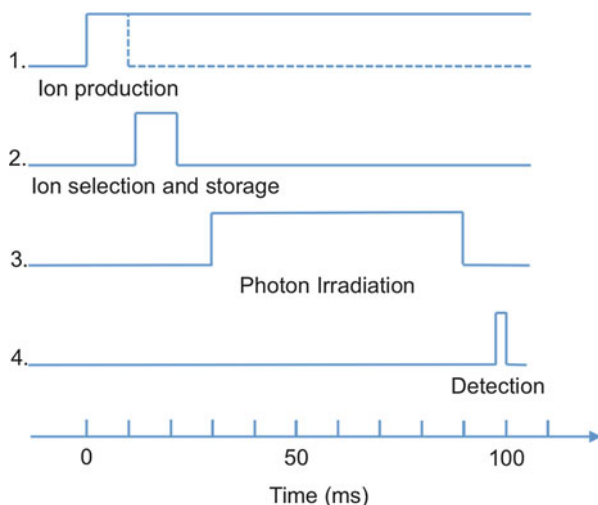 1.
Ion production
2.
Ion selection and storage
3.
Photon Irradiation
4.
Detection
0 50 100
Time (ms)